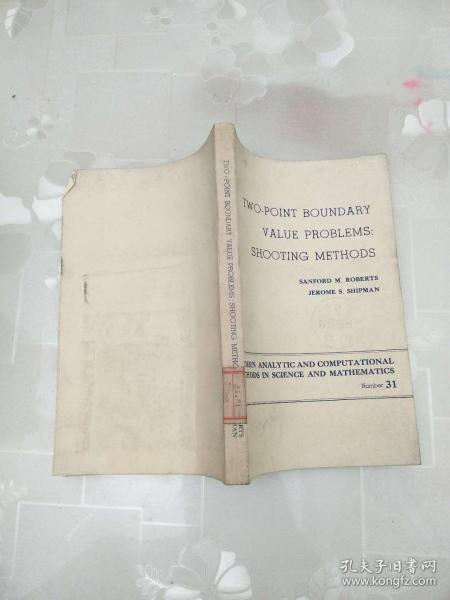 TWO-POINT BOUNDARY
VALUE PROBLEMS:
SHOOTING METHODS
SANFORD M. ROBERTS
JEROME S. SHIPMAN
ANALYTIC AND COMPUTATIONAL
IN SCIENCE AND MATHEMATICS
Number 31
TWO-POINT BOUNDARY VALUE PROBLEMS: SHOOTING
孔夫子旧书网
www.kongfz.com